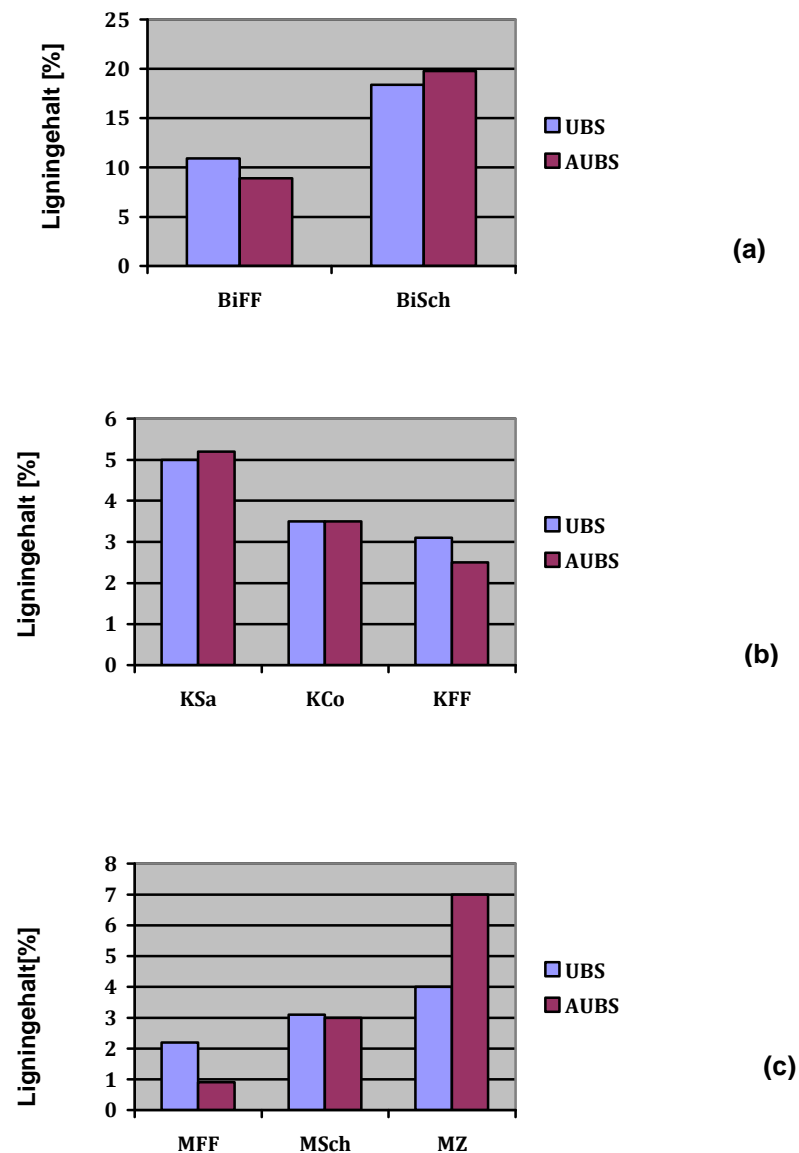 Ligningehalt [%]
25
20
15
10
5
0
BiFF BiSch
UBS
AUBS
(a)
Ligningehalt [%]
6
5
4
3
2
1
0
KSa KCo KFF
UBS
AUBS
(b)
Ligningehalt[%]
8
7
6
5
4
3
2
1
0
MFF MSch MZ
UBS
AUBS
(c)